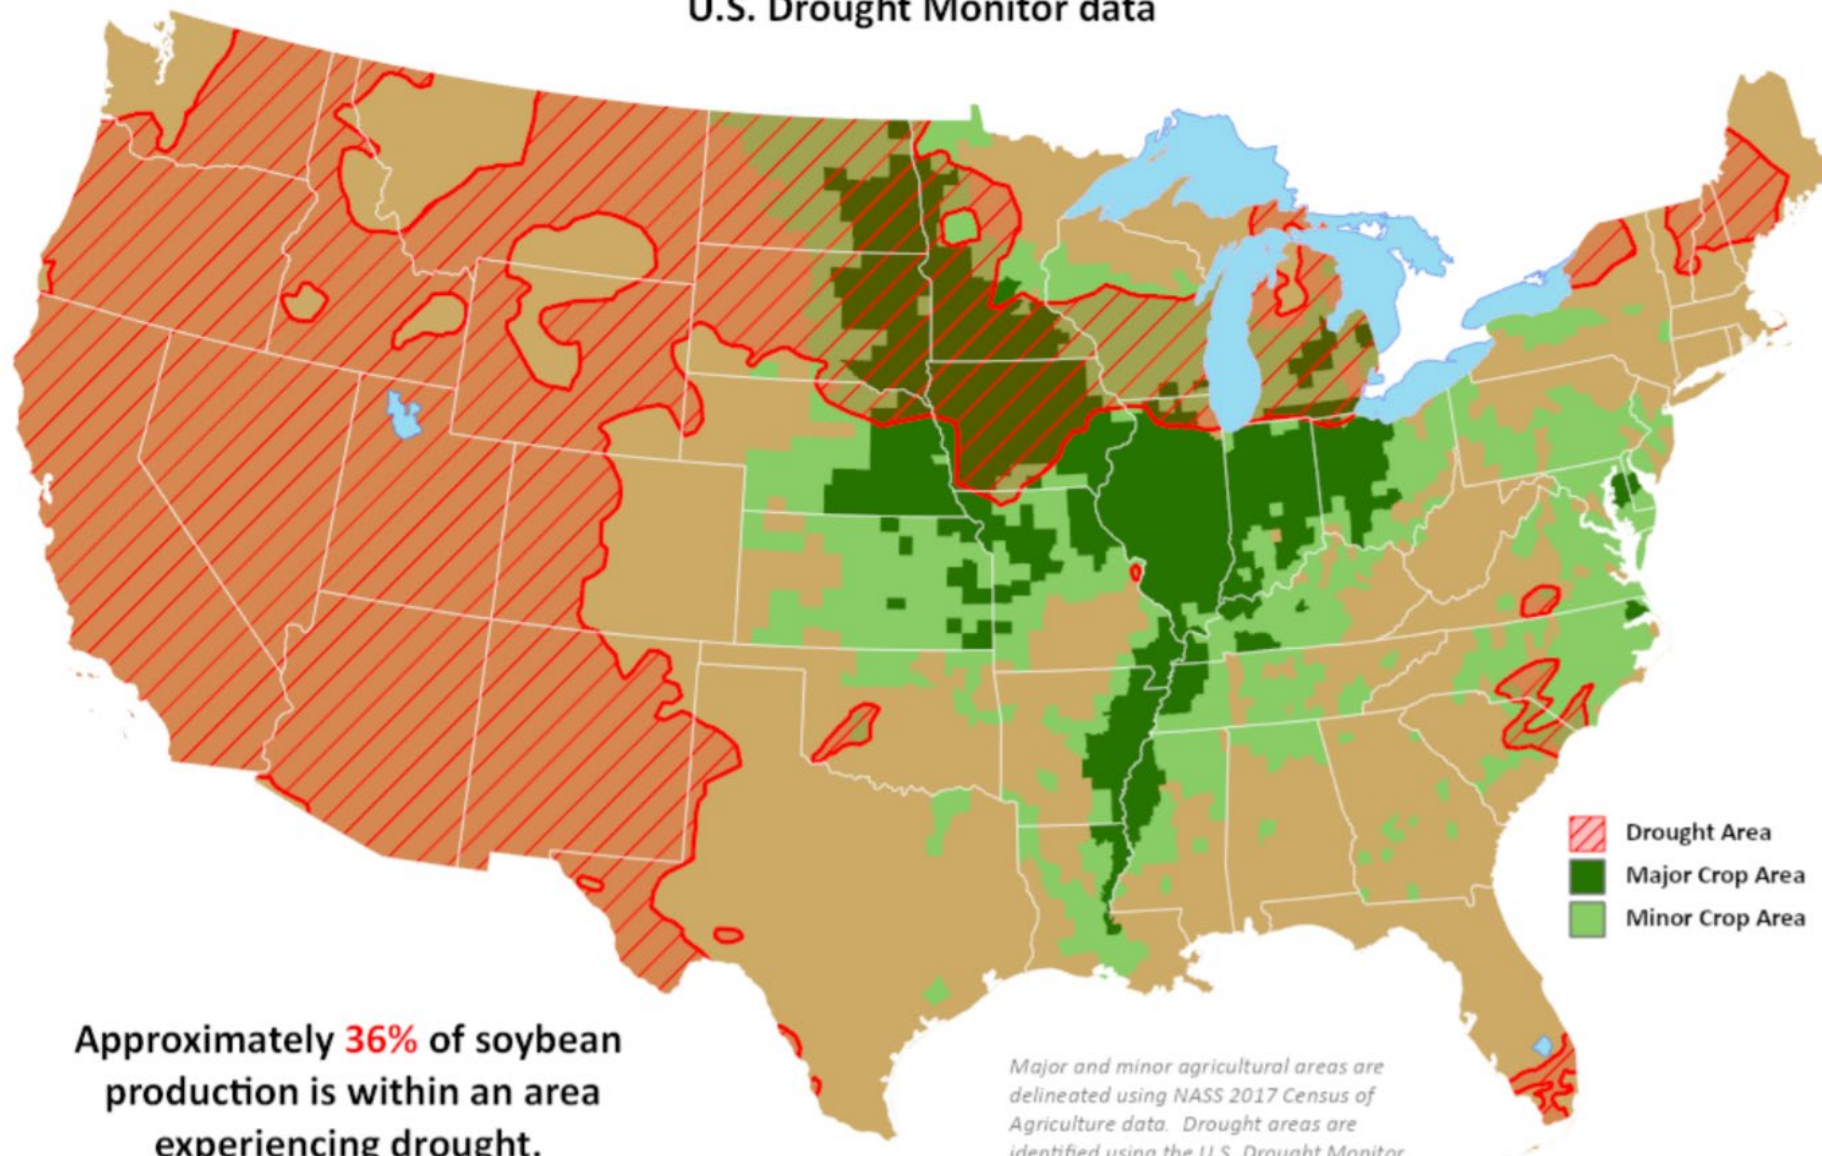 U.S. Drought Monitor data
Drought Area
Major Crop Area
Minor Crop Area
Approximately 36% of soybean
production is within an area
experiencing drought.
Major and minor agricultural areas are
delineated using NASS 2017 Census of
Agriculture data. Drought areas are
identified using the U.S. Drought Monitor